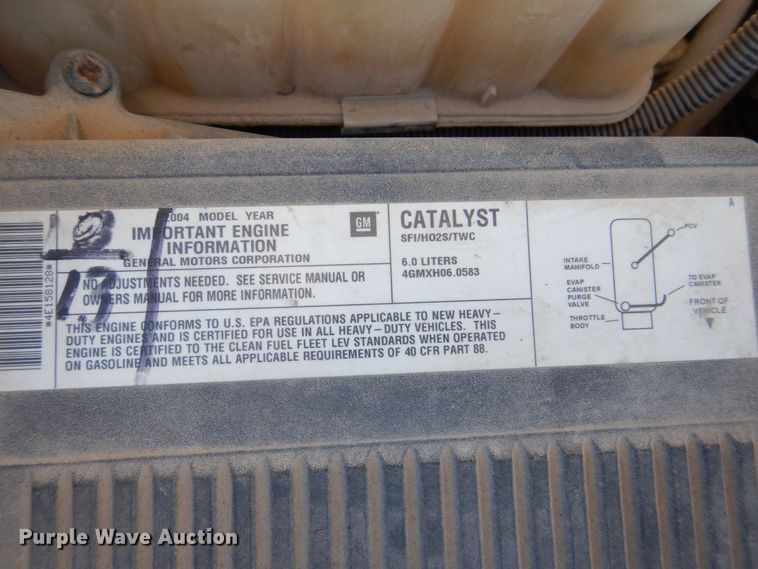 2004 MODEL YEAR
IMPORTANT ENGINE
INFORMATION
GENERAL MOTORS CORPORATION
GM
NO ADJUSTMENTS NEEDED. SEE SERVICE MANUAL OR
OWNERS MANUAL FOR MORE INFORMATION.
THIS ENGINE CONFORMS TO U.S. EPA REGULATIONS APPLICABLE TO NEW HEAVY-
DUTY ENGINES AND IS CERTIFIED FOR USE IN ALL HEAVY-DUTY VEHICLES. THIS
ENGINE IS CERTIFIED TO THE CLEAN FUEL FLEET LEV STANDARDS WHEN OPERATED
ON GASOLINE AND MEETS ALL APPLICABLE REQUIREMENTS OF 40 CFR PART 88.
*4E158128*
13
CATALYST
SFI/HO2S/TWC
6.0 LITERS
4GMXH06.0583
A
PCV
INTAKE
MANIFOLD
EVAP
CANISTER
PURGE
VALVE
THROTTLE
BODY
TO EVAP
CANISTER
FRONT OF
VEHICLE
Purple Wave Auction